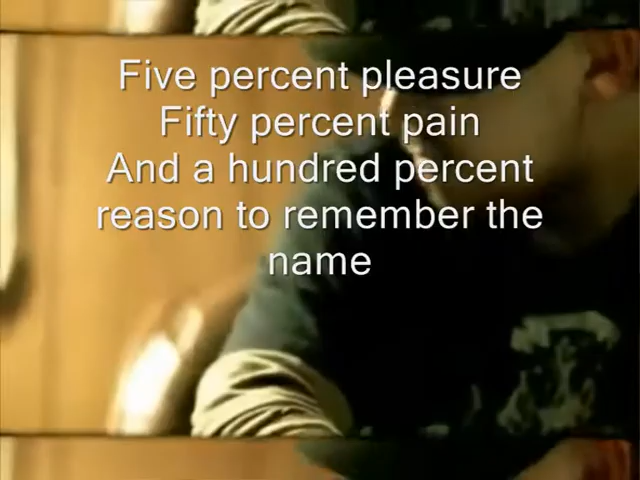 Five percent pleasure
Fifty percent pain
And a hundred percent
reason to remember the
name